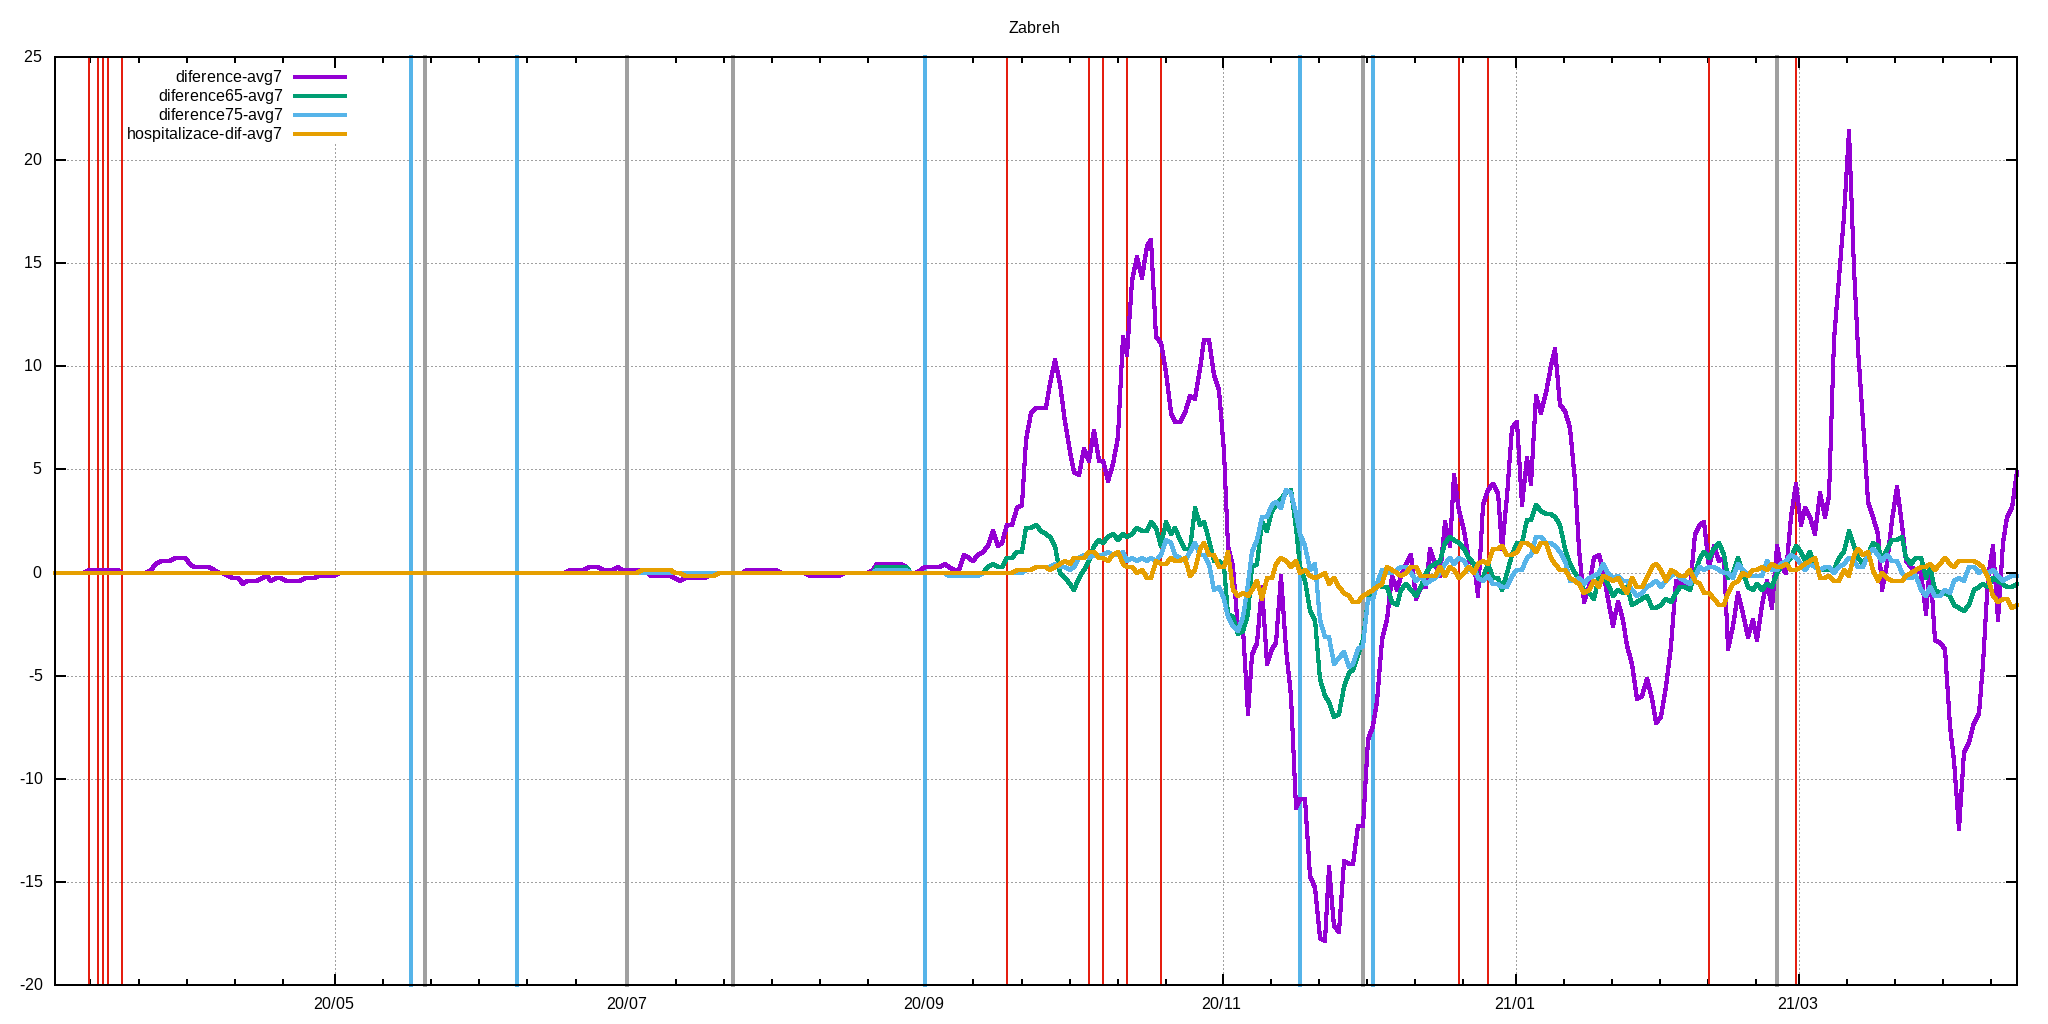 Zabreh
diference-avg7
diference65-avg7
diference75-avg7
hospitalizace-dif-avg7
25
20
15
10
5
0
-5
-10
-15
-20
20/05 20/07 20/09 20/11 21/01 21/03